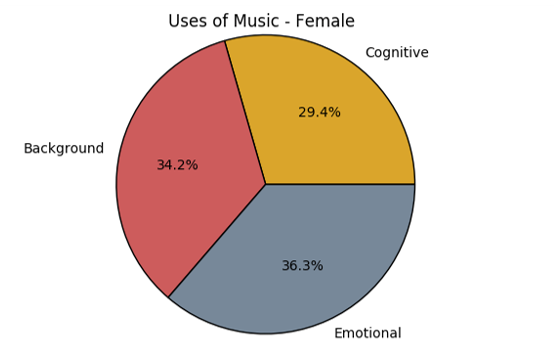 Uses of Music - Female
Cognitive
29.4%
Background
34.2%
36.3%
Emotional